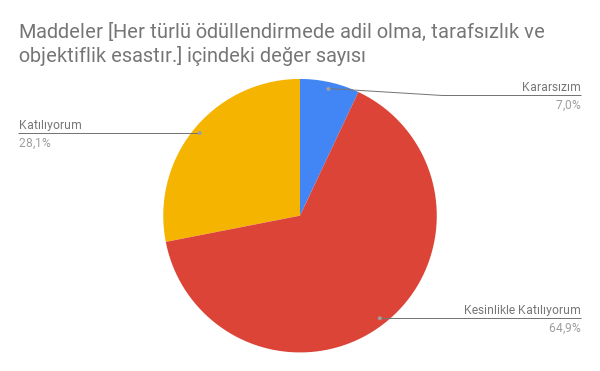 Maddeler [Her türlü ödüllendirmede adil olma, tarafsızlık ve
objektiflik esastır.] içindeki değer sayısı
Kararsızım
7,0%
Katılıyorum
28,1%
Kesinlikle Katılıyorum
64,9%